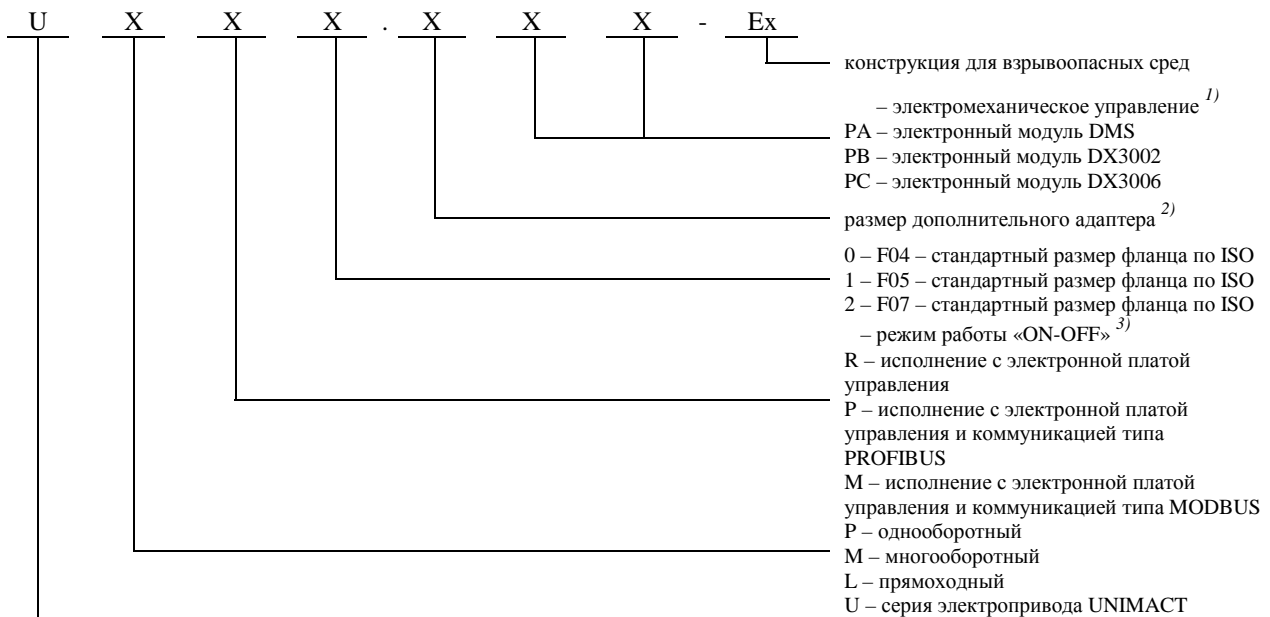 U X X X . X X X - Ex
конструкция для взрывоопасных сред
– электромеханическое управление 1)
PA – электронный модуль DMS
PB – электронный модуль DX3002
PC – электронный модуль DX3006
размер дополнительного адаптера 2)
0 – F04 – стандартный размер фланца по ISO
1 – F05 – стандартный размер фланца по ISO
2 – F07 – стандартный размер фланца по ISO
– режим работы «ON-OFF» 3)
R – исполнение с электронной платой
управления
P – исполнение с электронной платой
управления и коммуникацией типа
PROFIBUS
M – исполнение с электронной платой
управления и коммуникацией типа MODBUS
P – однооборотный
M – многооборотный
L – прямоходный
U – серия электропривода UNIMACT